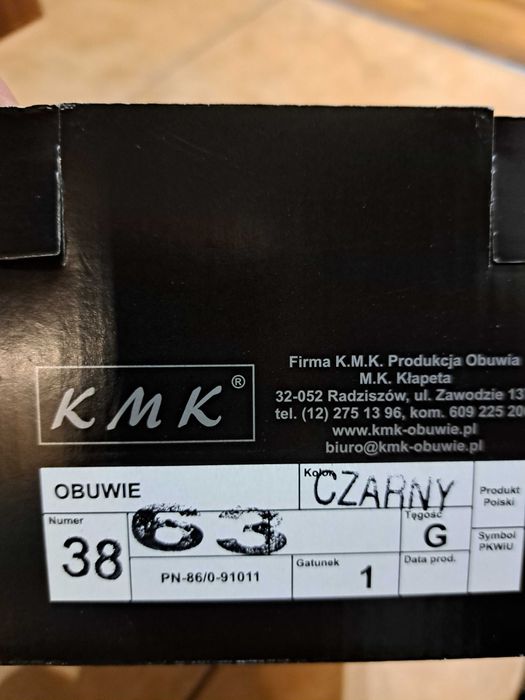 KMK®
Firma K.M.K. Produkcja Obuwia
M.K. Kłapeta
32-052 Radziszów, ul. Zawodzie 13
tel. (12) 275 13 96, kom. 609 225 20
www.kmk-obuwie.pl
biuro@kmk-obuwie.pl
OBUWIE
Kolor
CZARNY
Produkt
Polski
Numer
38
63
Tęgość
G
Symbol
PKWiU
PN-86/0-91011
Gatunek
1
Data prod.